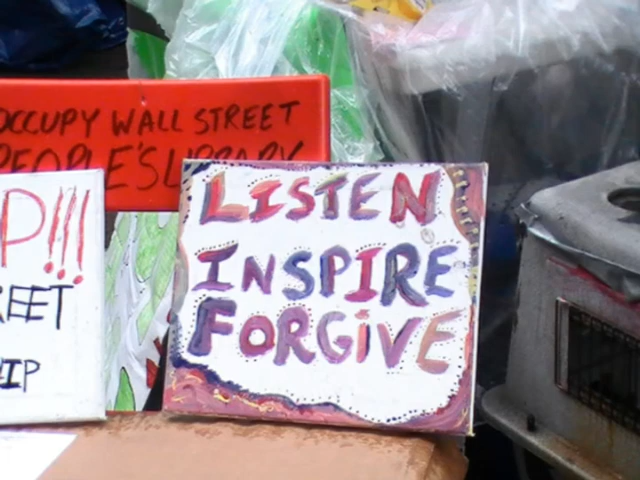 OCCUPY WALL STREET
PEOPLE'S LIBRARY
P!!!
REET
IP
LISTEN
INSPIRE
FORGIVE